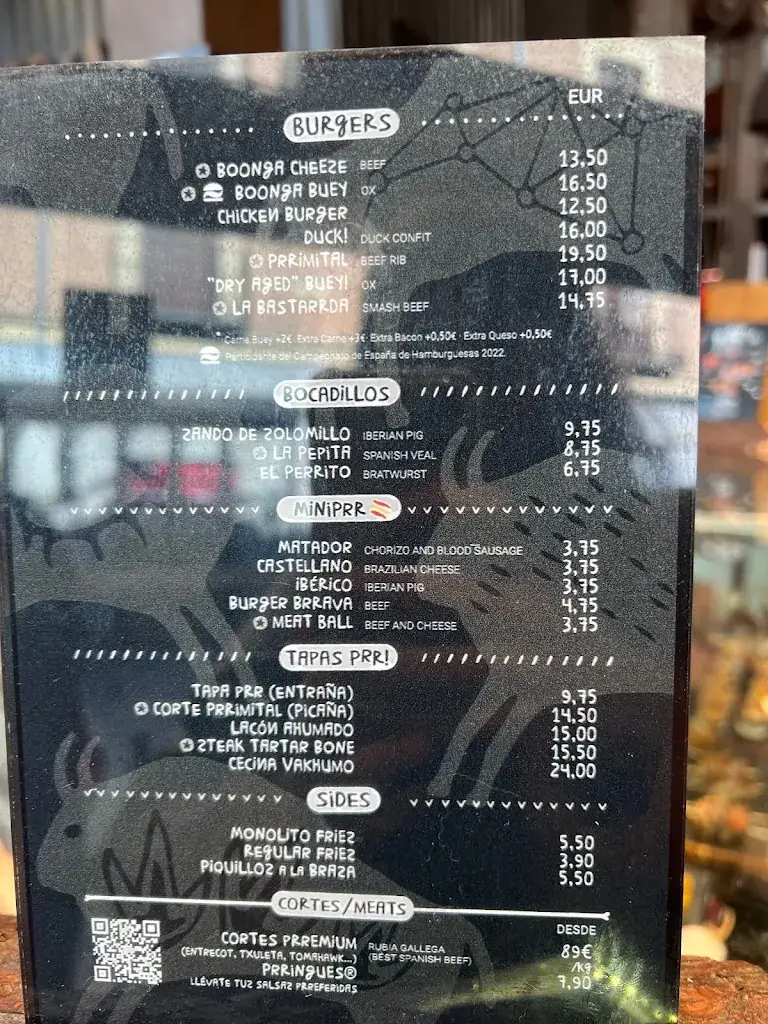 EUR
BURGERS
BOONGA CHEEZE BEEF 13,50
BOONGA BUEY OX 16,50
CHICKEN BURGER 12,50
DUCK! DUCK CONFIT 16,00
PRRIMITAL BEEF RIB 19,50
"DRY AGED" BUEY! OX 17,00
LA BASTARRDA SMASH BEEF 14,75
* Carne Buey +2€ · Extra Carne +3€ · Extra Bacon +0,50€ · Extra Queso +0,50€
Participante del Campeonato de España de Hamburguesas 2022.
BOCADILLOS
ZANDO DE ZOLOMILLO IBERIAN PIG 9,75
LA PEPITA SPANISH VEAL 8,75
EL PERRITO BRATWURST 6,75
MINIPRR
MATADOR CHORIZO AND BLOOD SAUSAGE 3,75
CASTELLANO BRAZILIAN CHEESE 3,75
IBÉRICO IBERIAN PIG 3,75
BURGER BRRAVA BEEF 4,75
MEAT BALL BEEF AND CHEESE 3,75
TAPAS PRR!
TAPA PRR (ENTRAÑA) 9,75
CORTE PRRIMITAL (PICAÑA) 14,50
LACÓN AHUMADO 15,00
ZTEAK TARTAR BONE 15,50
CECINA VAKHUMO 24,00
SIDES
MONOLITO FRIEZ 5,50
REGULAR FRIEZ 3,90
PIQUILLOZ A LA BRAZA 5,50
CORTES/MEATS
DESDE
CORTES PRREMIUM RUBIA GALLEGA 89€
(ENTRECOT, TXULETA, TOMAHAWK...) (BEST SPANISH BEEF) /KG
PRRINGUES® 7,90
LLÉVATE TUZ SALSAZ PRREFERIDAS